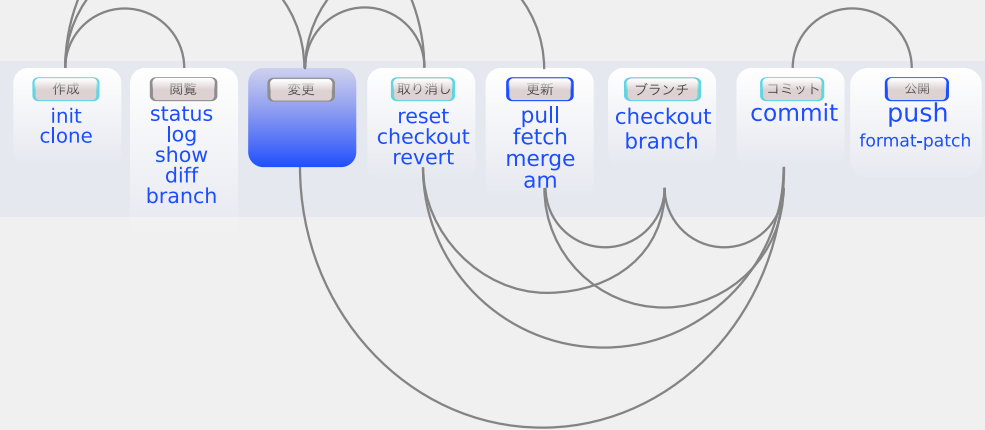 作成
init
clone
閲覧
status
log
show
diff
branch
変更
取り消し
reset
checkout
revert
更新
pull
fetch
merge
am
ブランチ
checkout
branch
コミット
commit
公開
push
format-patch